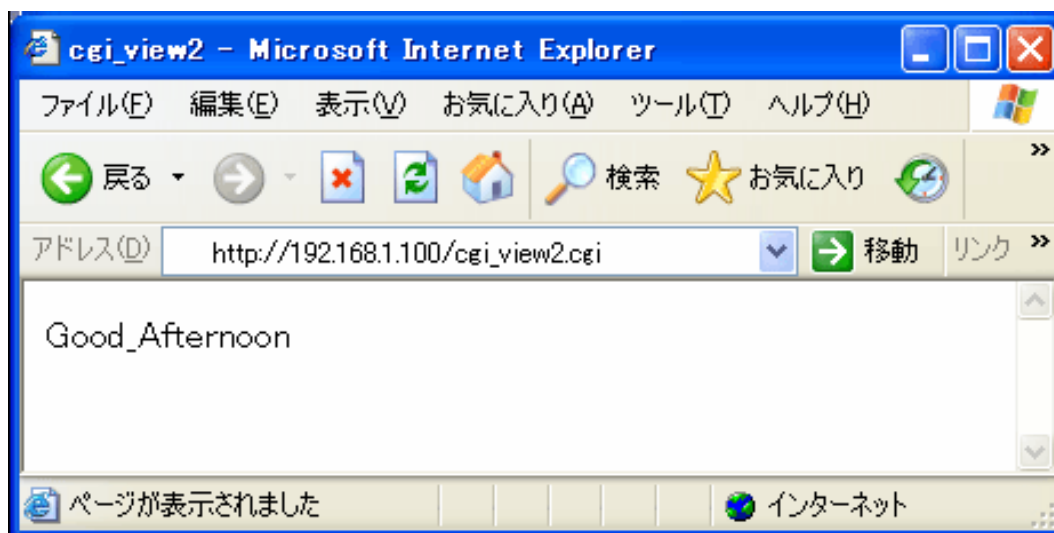 cgi_view2 - Microsoft Internet Explorer
ファイル(F) 編集(E) 表示(V) お気に入り(A) ツール(T) ヘルプ(H)
戻る 検索 お気に入り »
アドレス(D) http://192.168.1.100/cgi_view2.cgi 移動 リンク »
Good_Afternoon
ページが表示されました インターネット